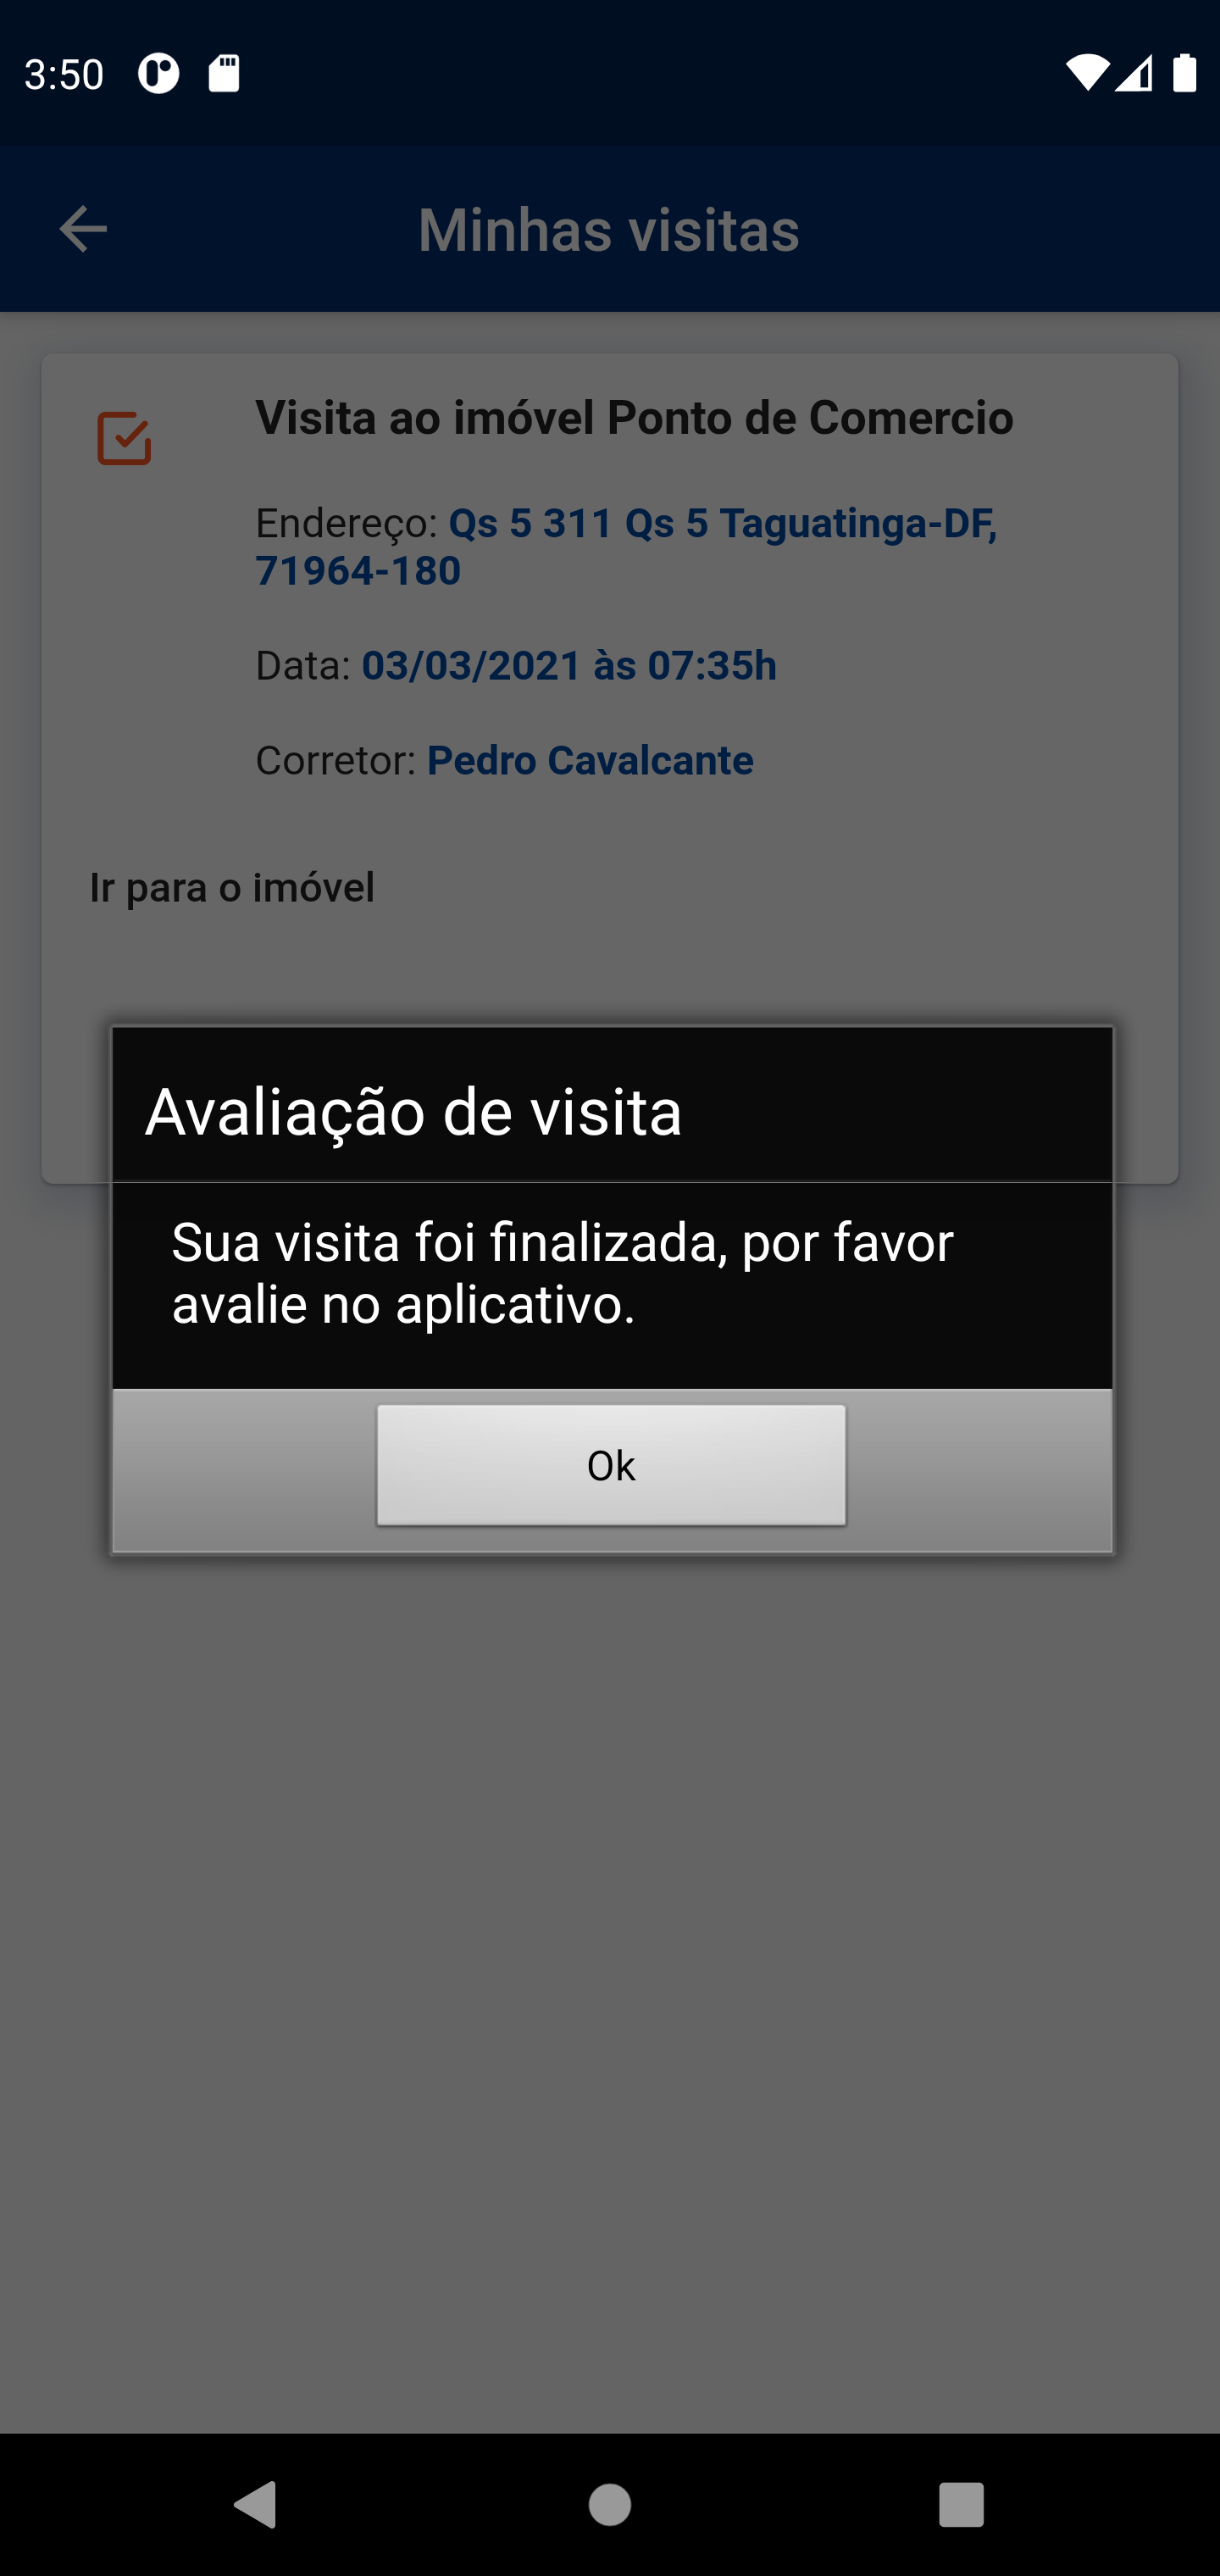 3:50
Minhas visitas
Visita ao imóvel Ponto de Comercio
Endereço: Qs 5 311 Qs 5 Taguatinga-DF,
71964-180
Data: 03/03/2021 às 07:35h
Corretor: Pedro Cavalcante
Ir para o imóvel
Avaliação de visita
Sua visita foi finalizada, por favor
avalie no aplicativo.
Ok